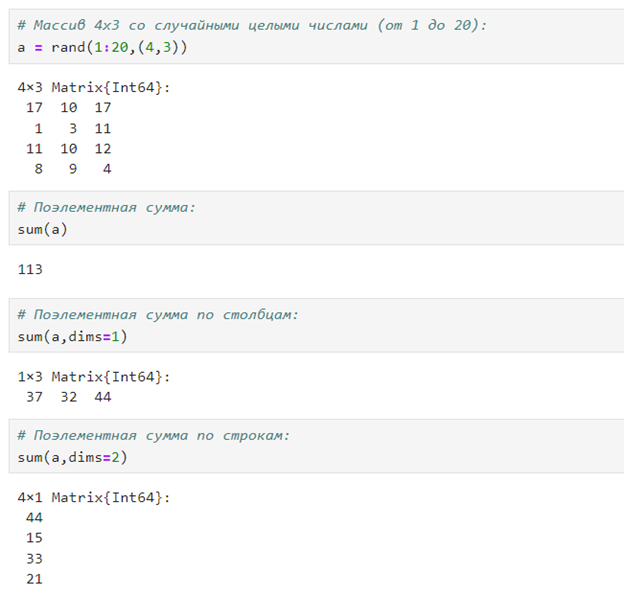 # Массив 4x3 со случайными целыми числами (от 1 до 20):
a = rand(1:20,(4,3))
4×3 Matrix{Int64}:
17 10 17
1 3 11
11 10 12
8 9 4
# Поэлементная сумма:
sum(a)
113
# Поэлементная сумма по столбцам:
sum(a,dims=1)
1×3 Matrix{Int64}:
37 32 44
# Поэлементная сумма по строкам:
sum(a,dims=2)
4×1 Matrix{Int64}:
44
15
33
21